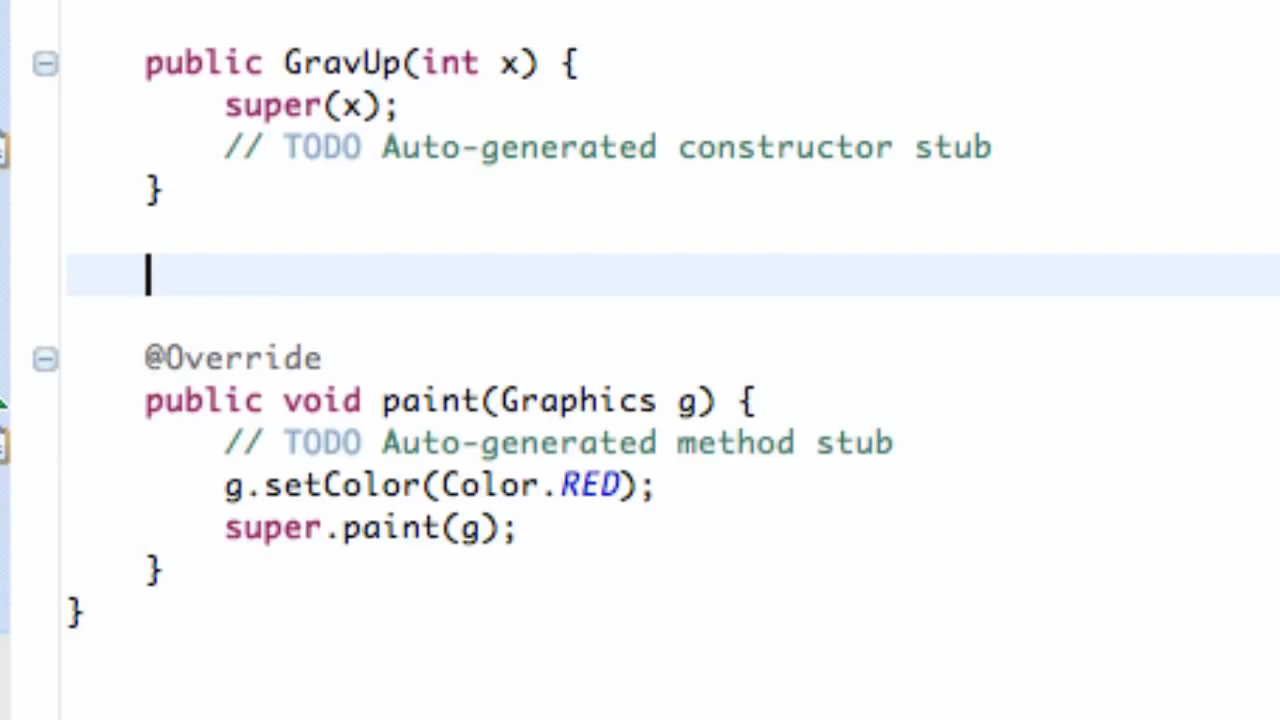 public GravUp(int x) {
super(x);
// TODO Auto-generated constructor stub
}
@Override
public void paint(Graphics g) {
// TODO Auto-generated method stub
g.setColor(Color.RED);
super.paint(g);
}
}